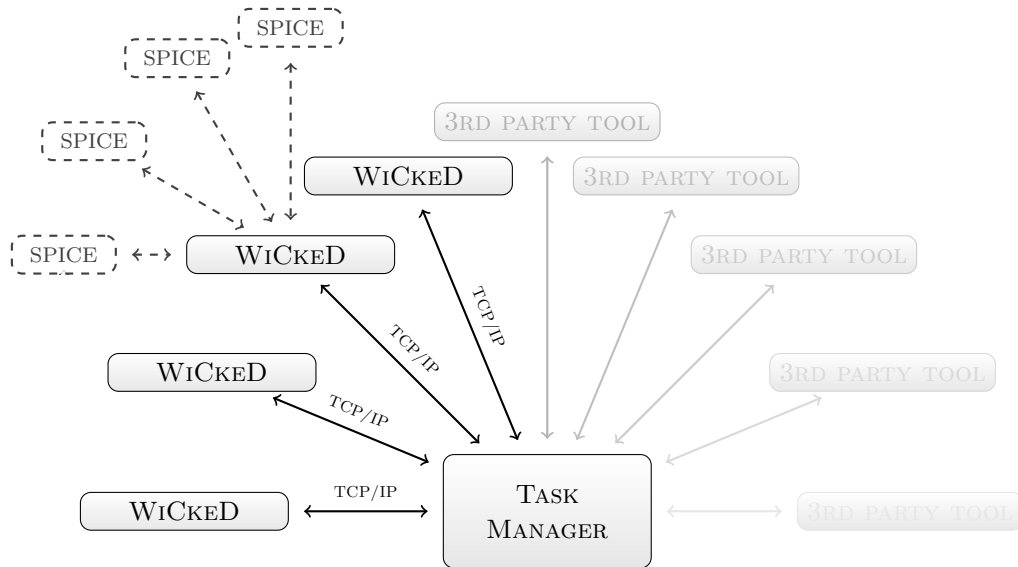 SPICE
SPICE
3RD PARTY TOOL
SPICE
WICKED
3RD PARTY TOOL
SPICE
WICKED
3RD PARTY TOOL
TCP/IP
TCP/IP
WICKED
3RD PARTY TOOL
TCP/IP
WICKED
TCP/IP
TASK
MANAGER
3RD PARTY TOOL